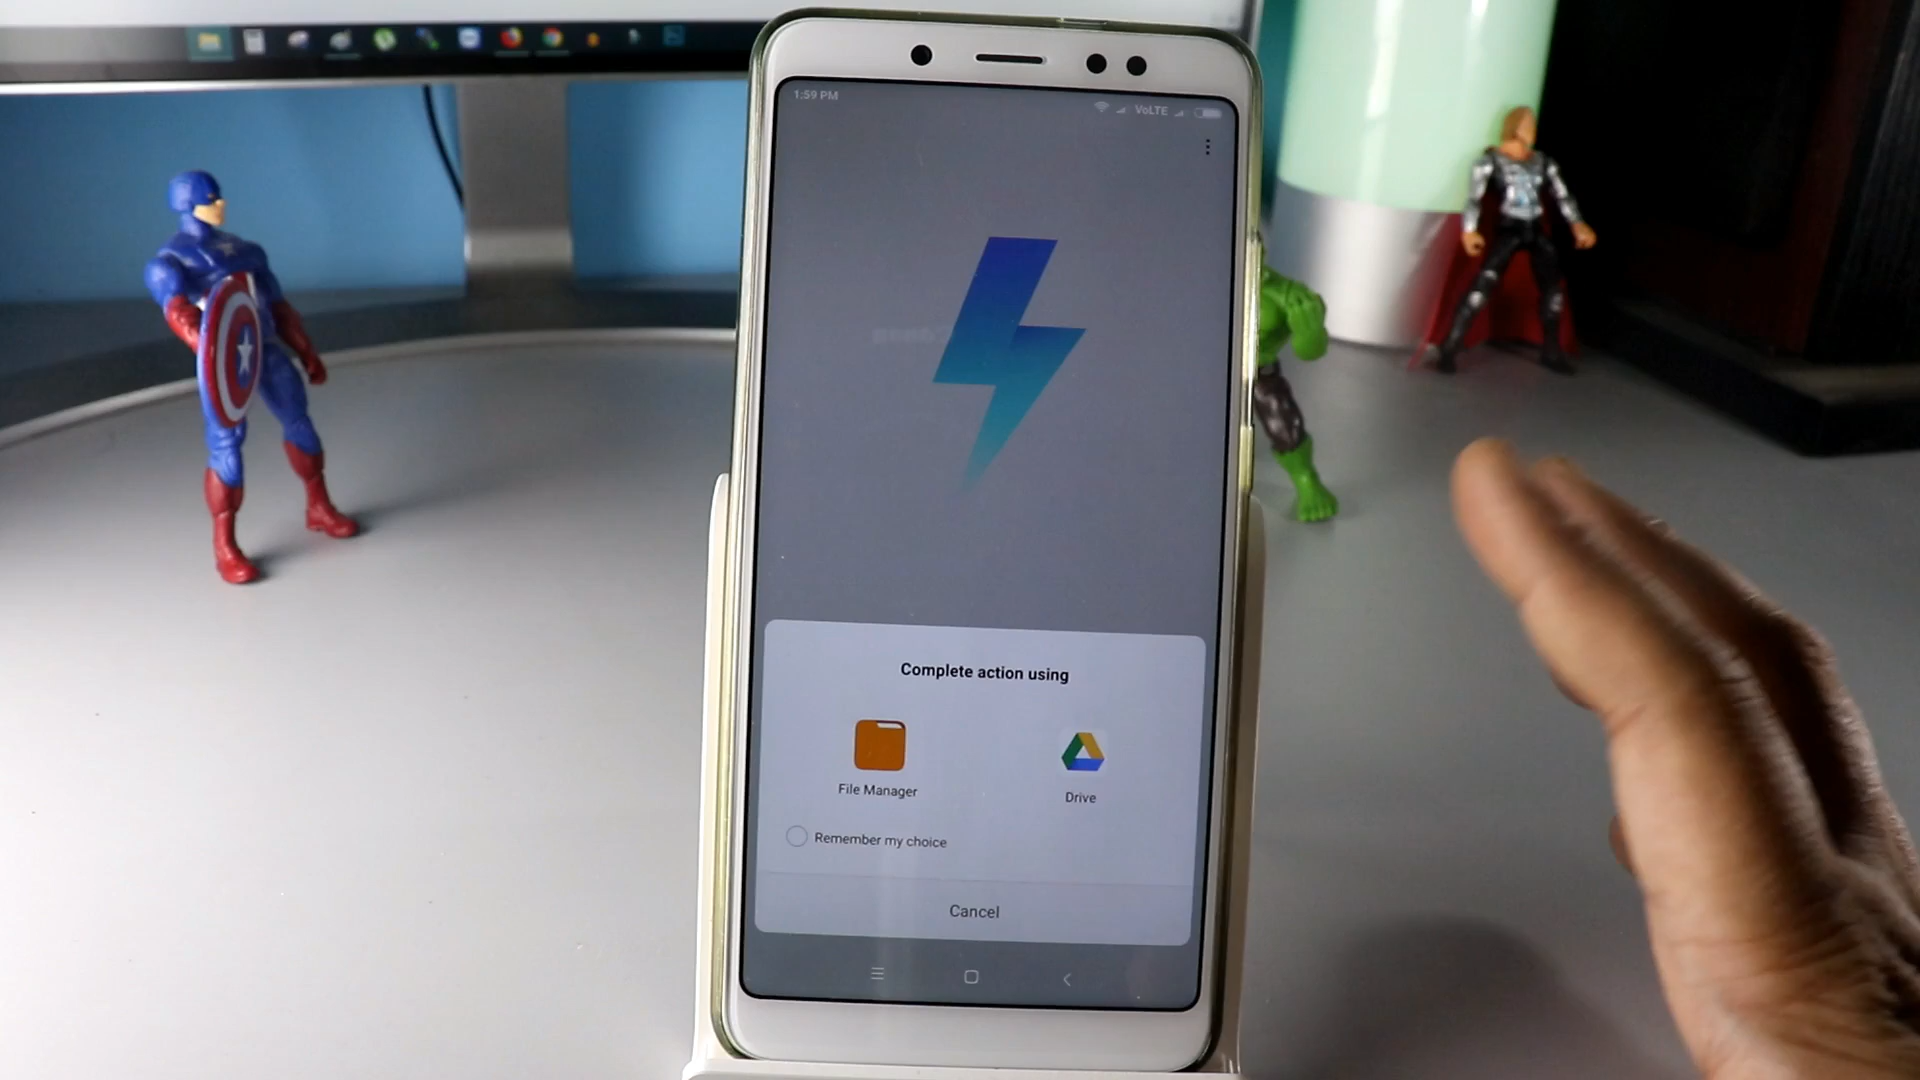 1:59 PM
VoLTE
Complete action using
File Manager
Drive
Remember my choice
Cancel